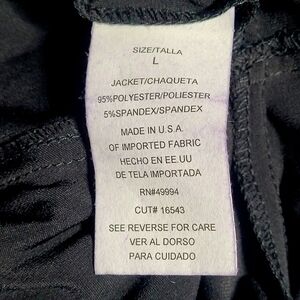 SIZE/TALLA
L
JACKET/CHAQUETA
95%POLYESTER/POLIESTER
5%SPANDEX/SPANDEX
MADE IN U.S.A.
OF IMPORTED FABRIC
HECHO EN EE.UU
DE TELA IMPORTADA
RN#49994
CUT# 16543
SEE REVERSE FOR CARE
VER AL DORSO
PARA CUIDADO